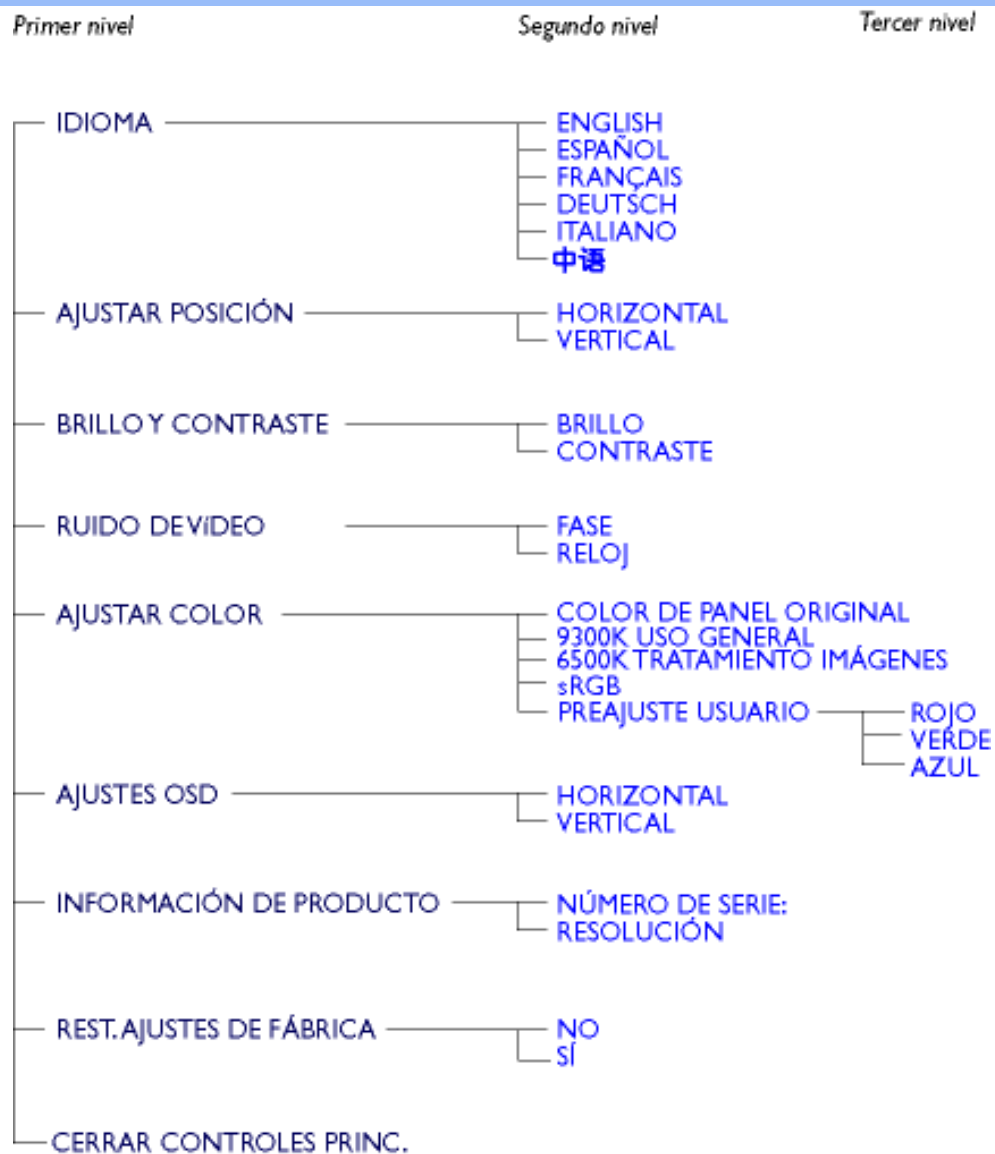 Primer nivel Segundo nivel Tercer nivel
IDIOMA ENGLISH
ESPAÑOL
FRANÇAIS
DEUTSCH
ITALIANO
中语
AJUSTAR POSICIÓN HORIZONTAL
VERTICAL
BRILLO Y CONTRASTE BRILLO
CONTRASTE
RUIDO DE VíDEO FASE
RELOJ
AJUSTAR COLOR COLOR DE PANEL ORIGINAL
9300K USO GENERAL
6500K TRATAMIENTO IMÁGENES
sRGB
PREAJUSTE USUARIO ROJO
VERDE
AZUL
AJUSTES OSD HORIZONTAL
VERTICAL
INFORMACIÓN DE PRODUCTO NÚMERO DE SERIE:
RESOLUCIÓN
REST. AJUSTES DE FÁBRICA NO
SÍ
CERRAR CONTROLES PRINC.